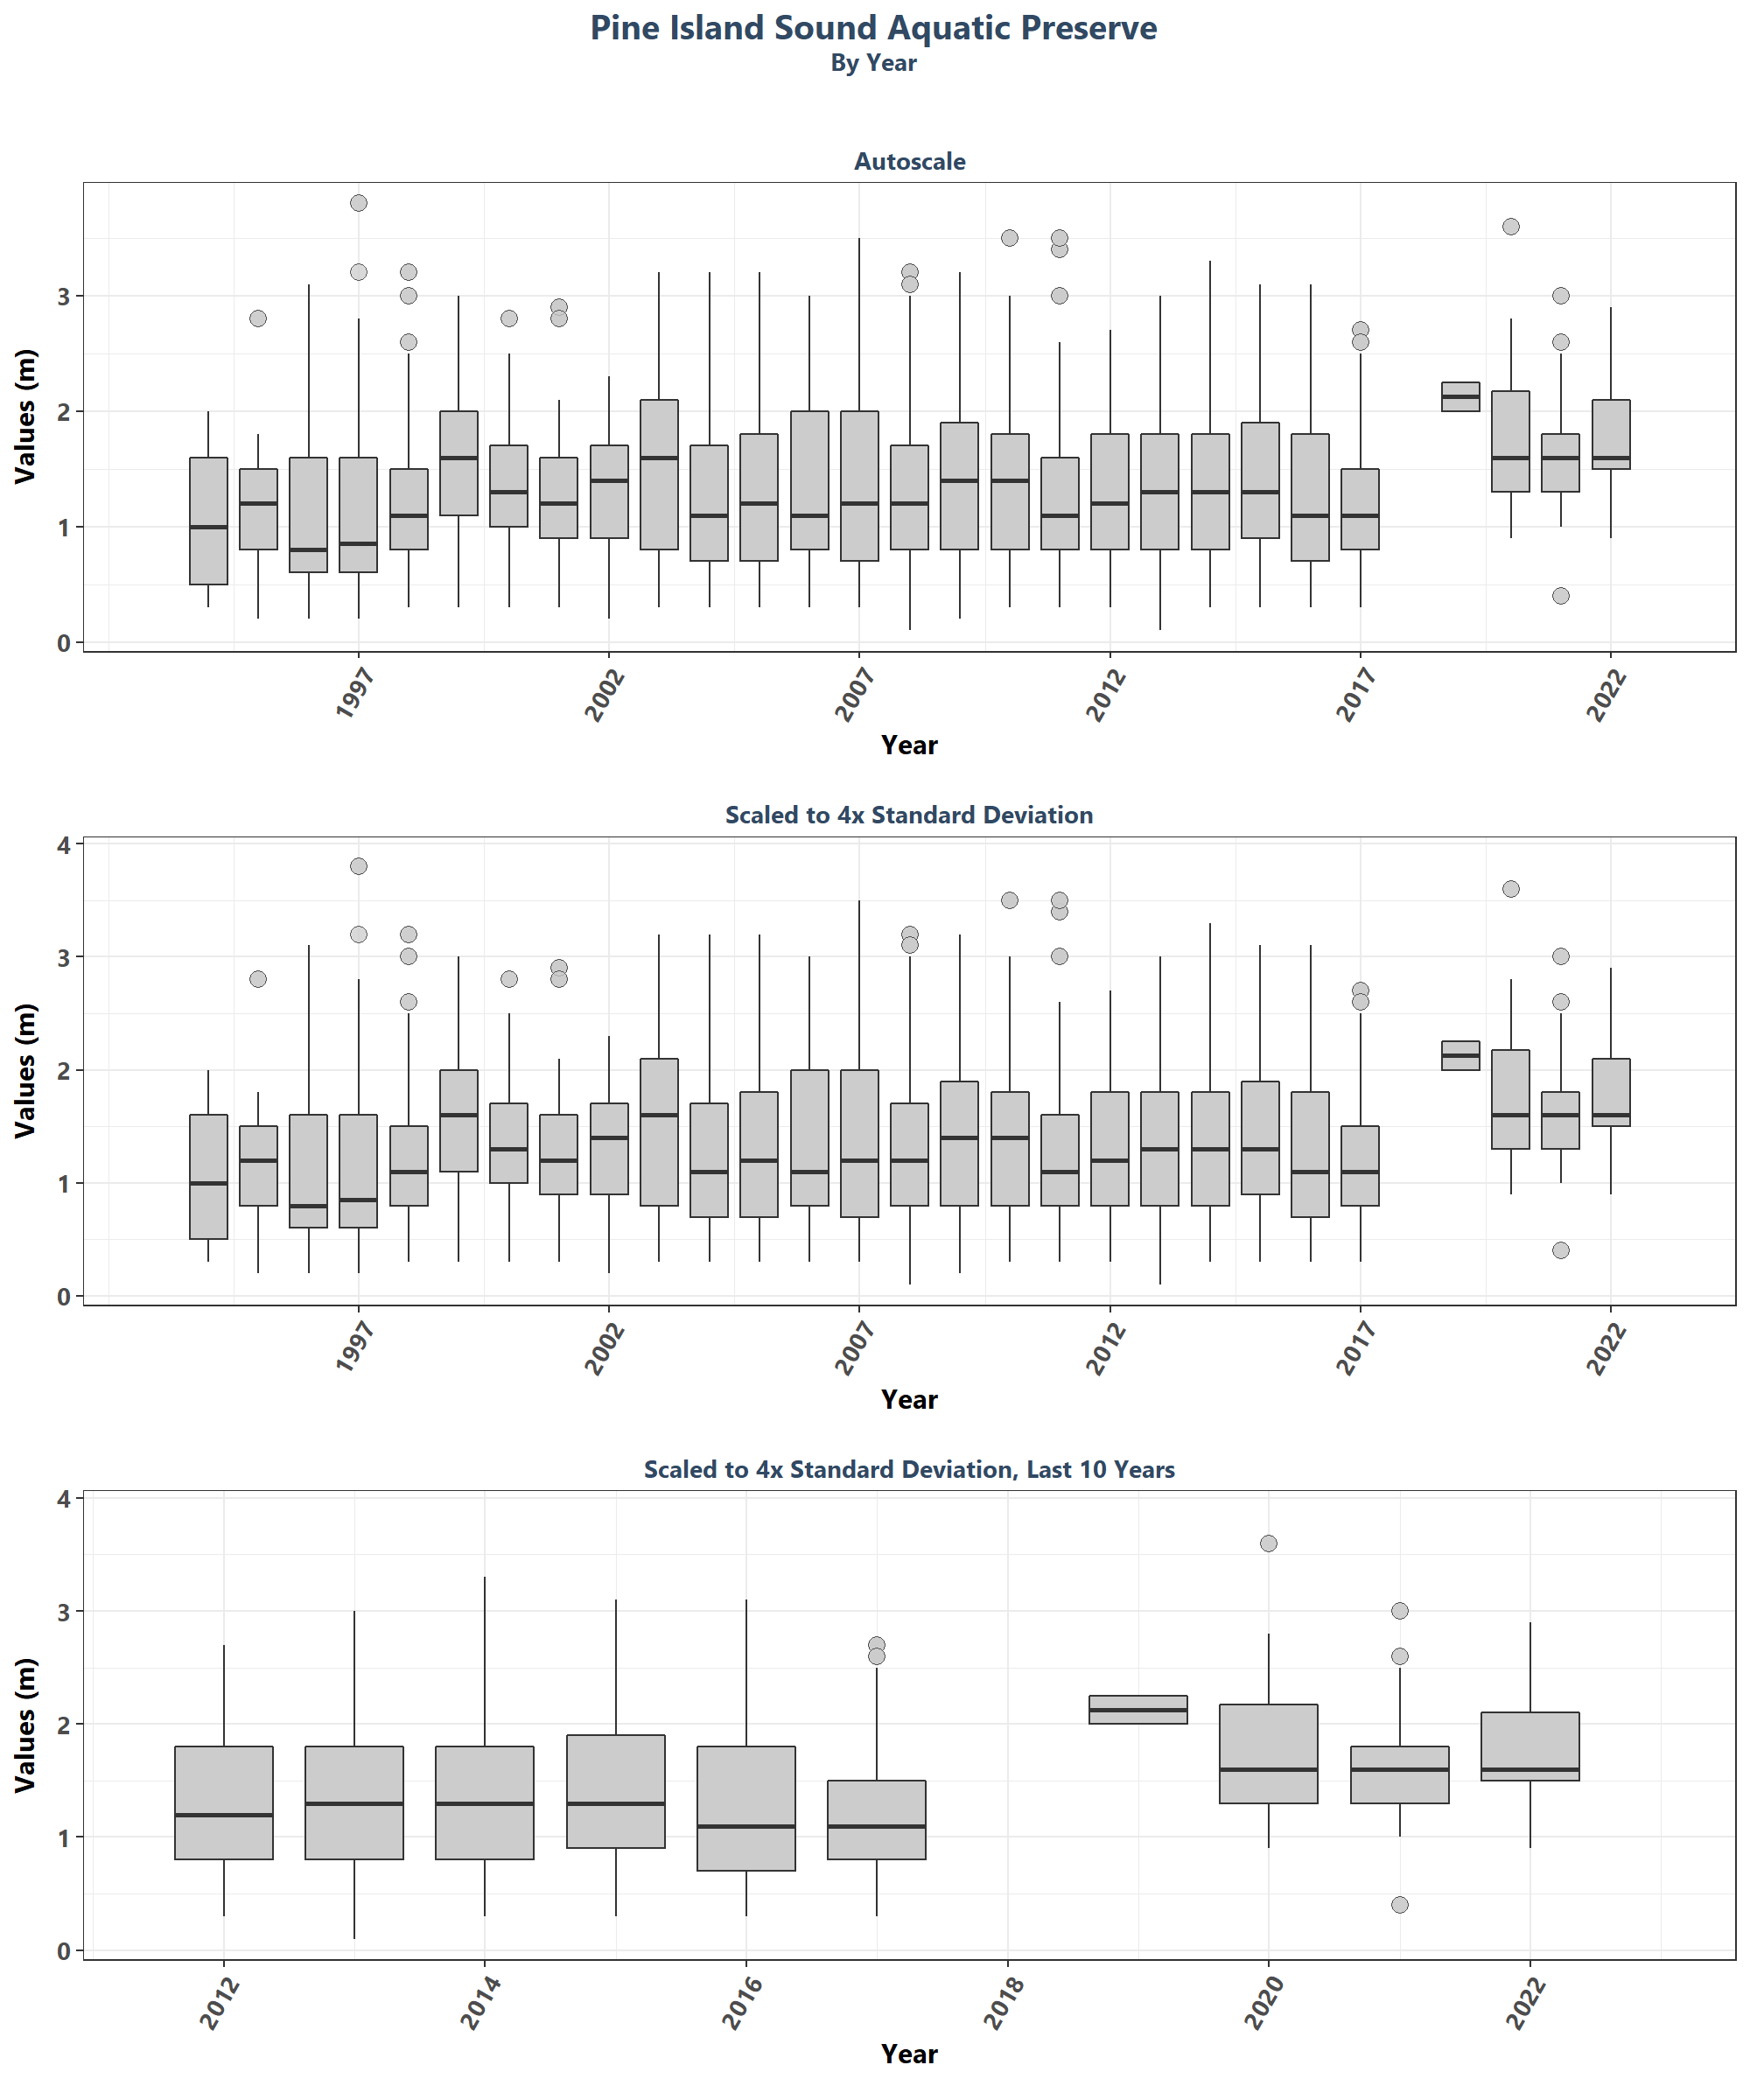 Pine Island Sound Aquatic Preserve
By Year
Autoscale
Values (m)
3
2
1
0
1997 2002 2007 2012 2017 2022
Year
Scaled to 4x Standard Deviation
Values (m)
4
3
2
1
0
1997 2002 2007 2012 2017 2022
Year
Scaled to 4x Standard Deviation, Last 10 Years
Values (m)
4
3
2
1
0
2012 2014 2016 2018 2020 2022
Year